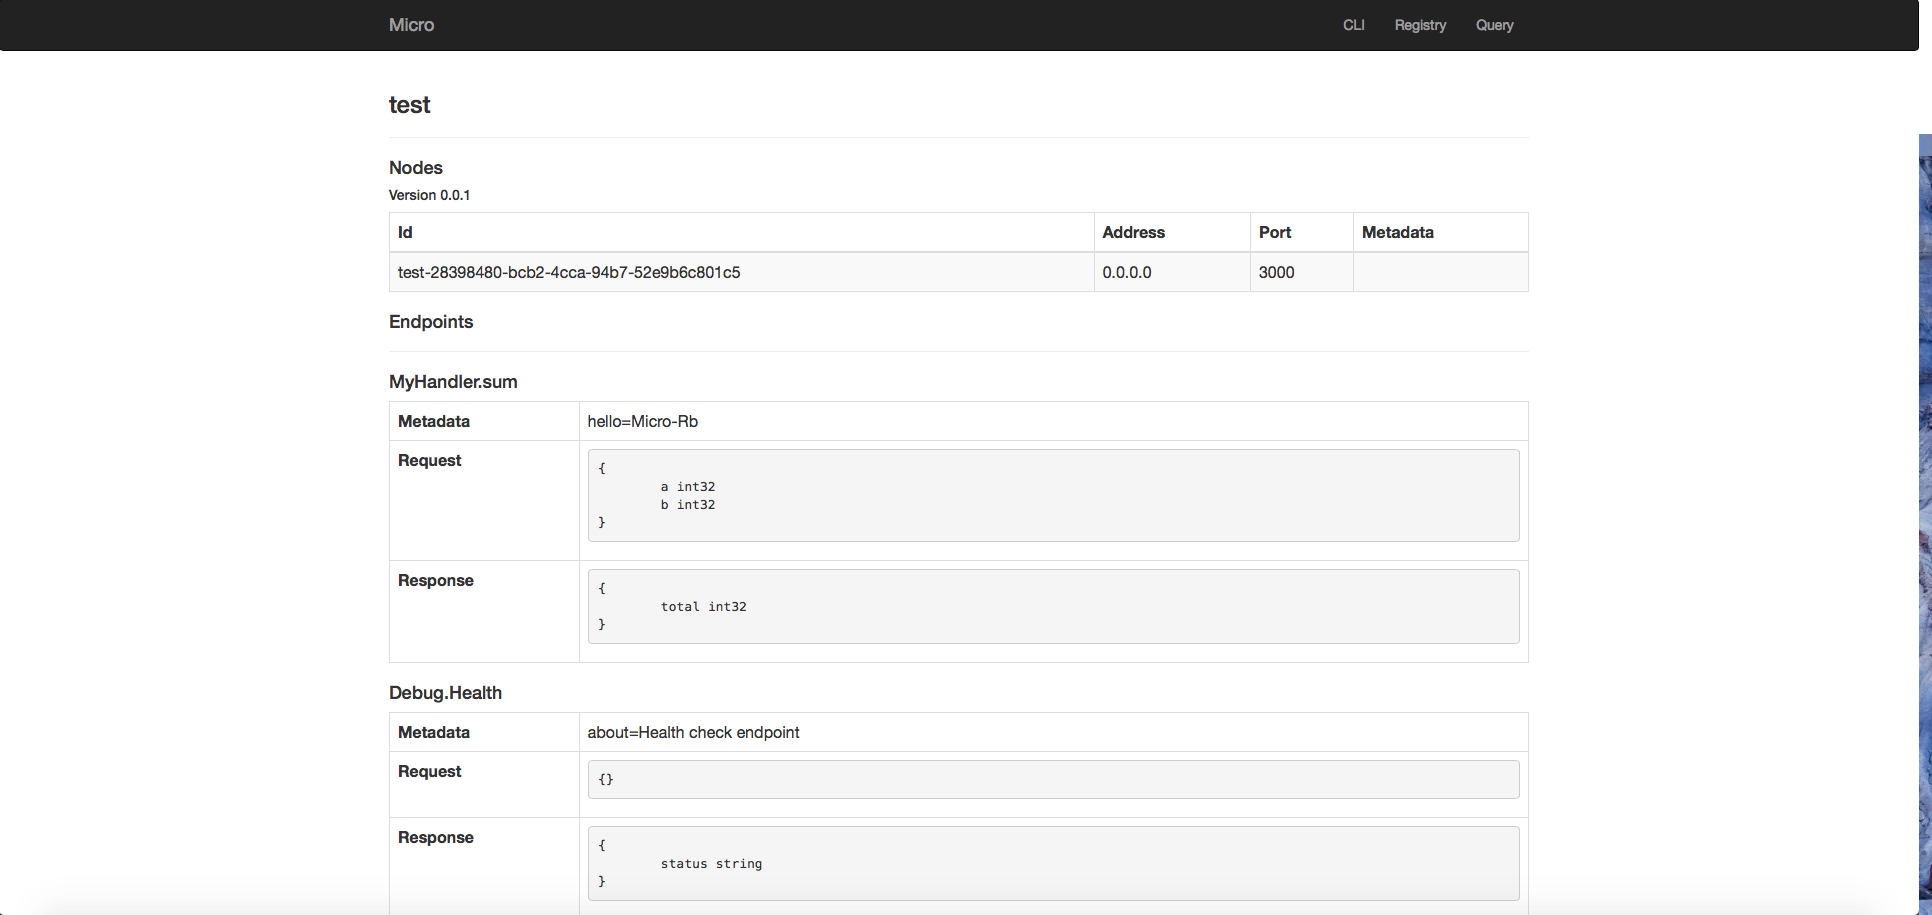 Micro CLI Registry Query
test
Nodes
Version 0.0.1
Id Address Port Metadata
test-28398480-bcb2-4cca-94b7-52e9b6c801c5 0.0.0.0 3000
Endpoints
MyHandler.sum
Metadata hello=Micro-Rb
Request {
a int32
b int32
}
Response {
total int32
}
Debug.Health
Metadata about=Health check endpoint
Request {}
Response {
status string
}